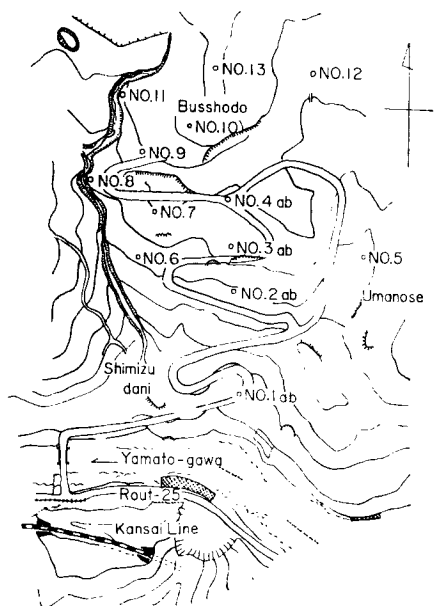 NO.13
NO.12
NO.11
Busshodo
NO.10)
NO.9
NO.8
NO.4 ab
NO.7
NO.3 ab
NO.6
NO.5
NO.2 ab
Umanose
Shimizu
dani
NO.1 ab
Yamato-gawa
Rout-25
Kansai Line